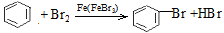 +Br₂ Fe(FeBr₃) Br +HBr